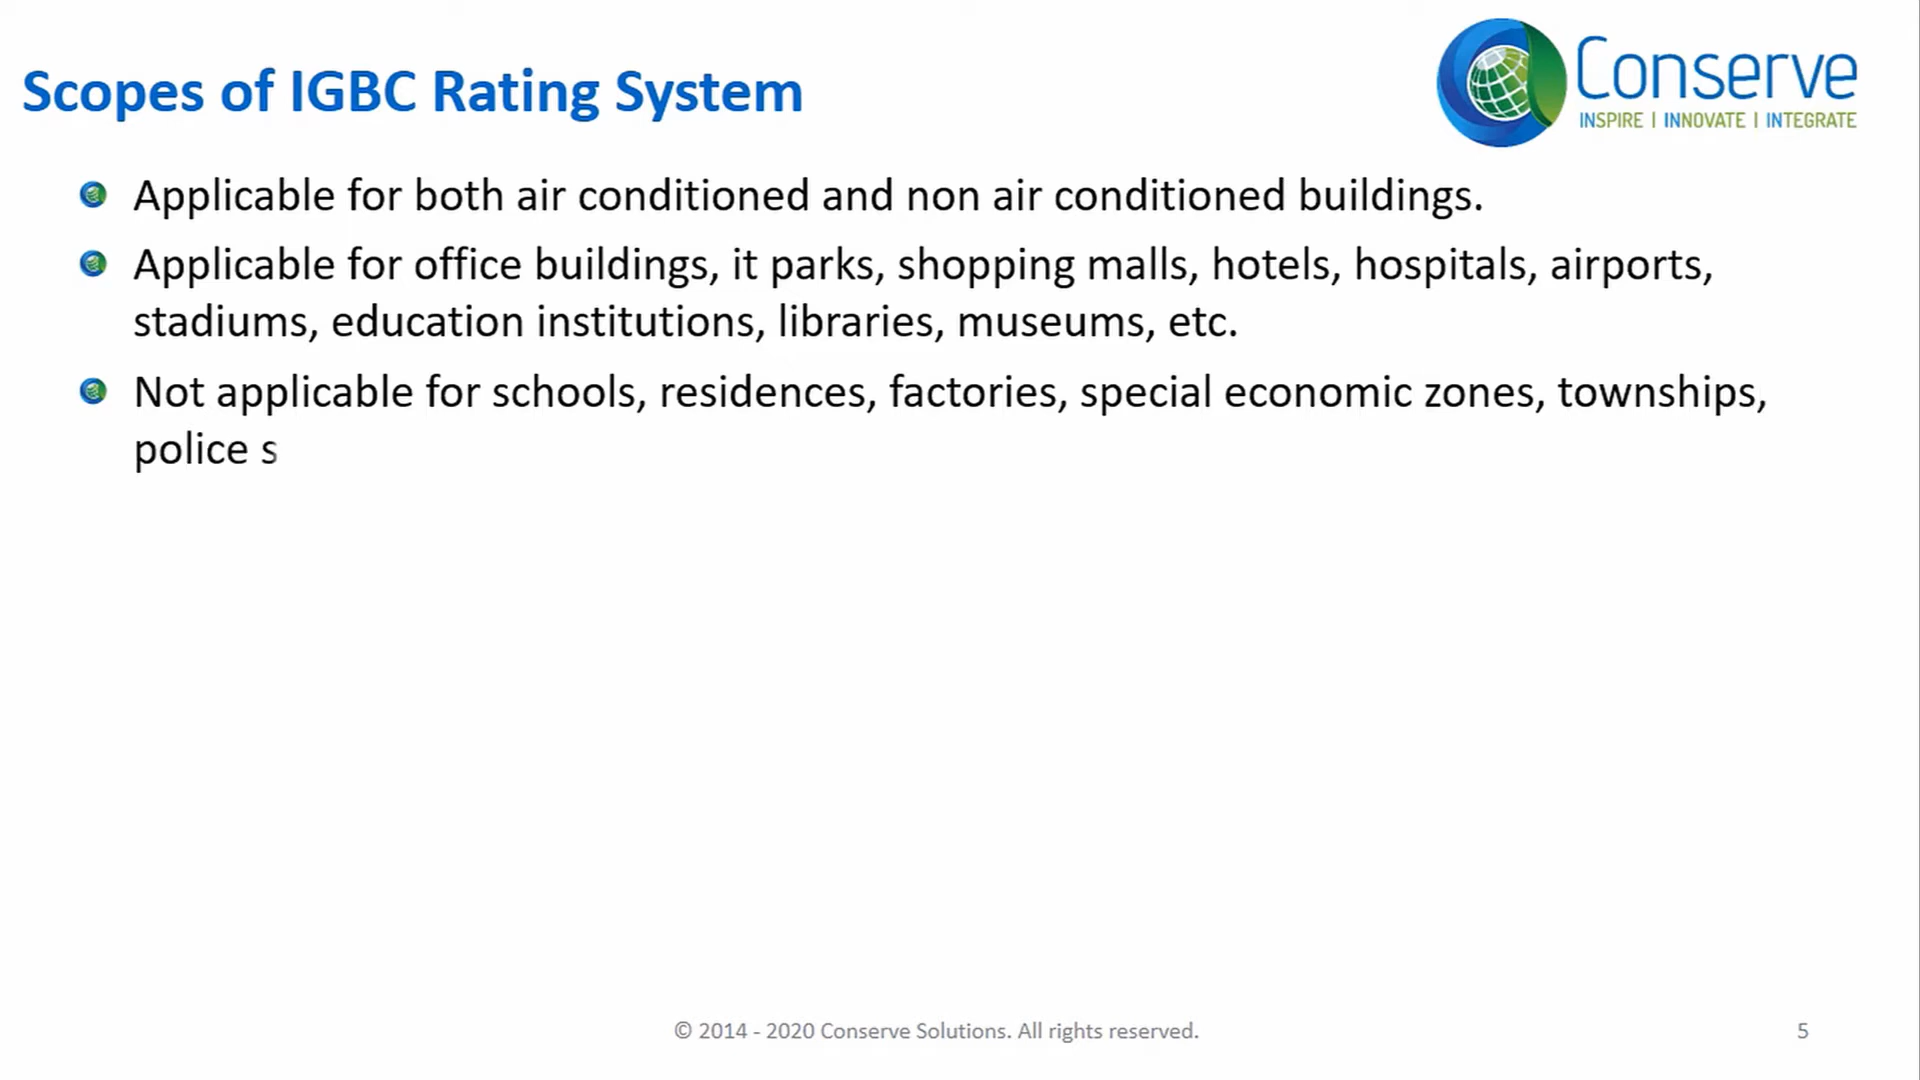 Scopes of IGBC Rating System
Conserve
INSPIRE | INNOVATE | INTEGRATE
Applicable for both air conditioned and non air conditioned buildings.
Applicable for office buildings, it parks, shopping malls, hotels, hospitals, airports,
stadiums, education institutions, libraries, museums, etc.
Not applicable for schools, residences, factories, special economic zones, townships,
police s
© 2014 - 2020 Conserve Solutions. All rights reserved.
5